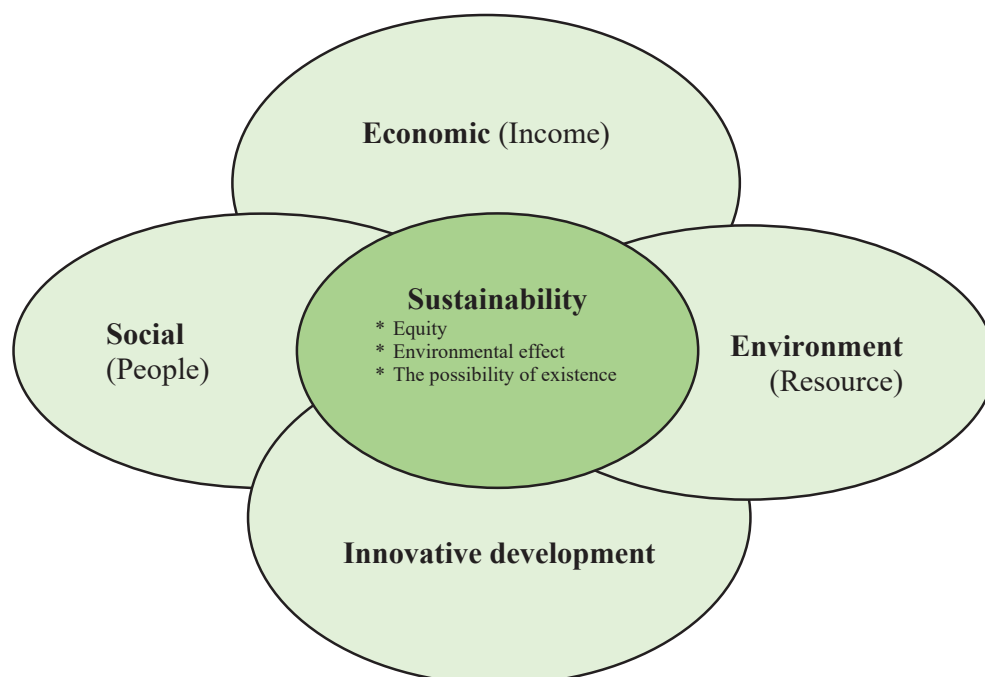 Economic (Income)
Sustainability
* Equity
* Environmental effect
* The possibility of existence
Social
(People)
Environment
(Resource)
Innovative development